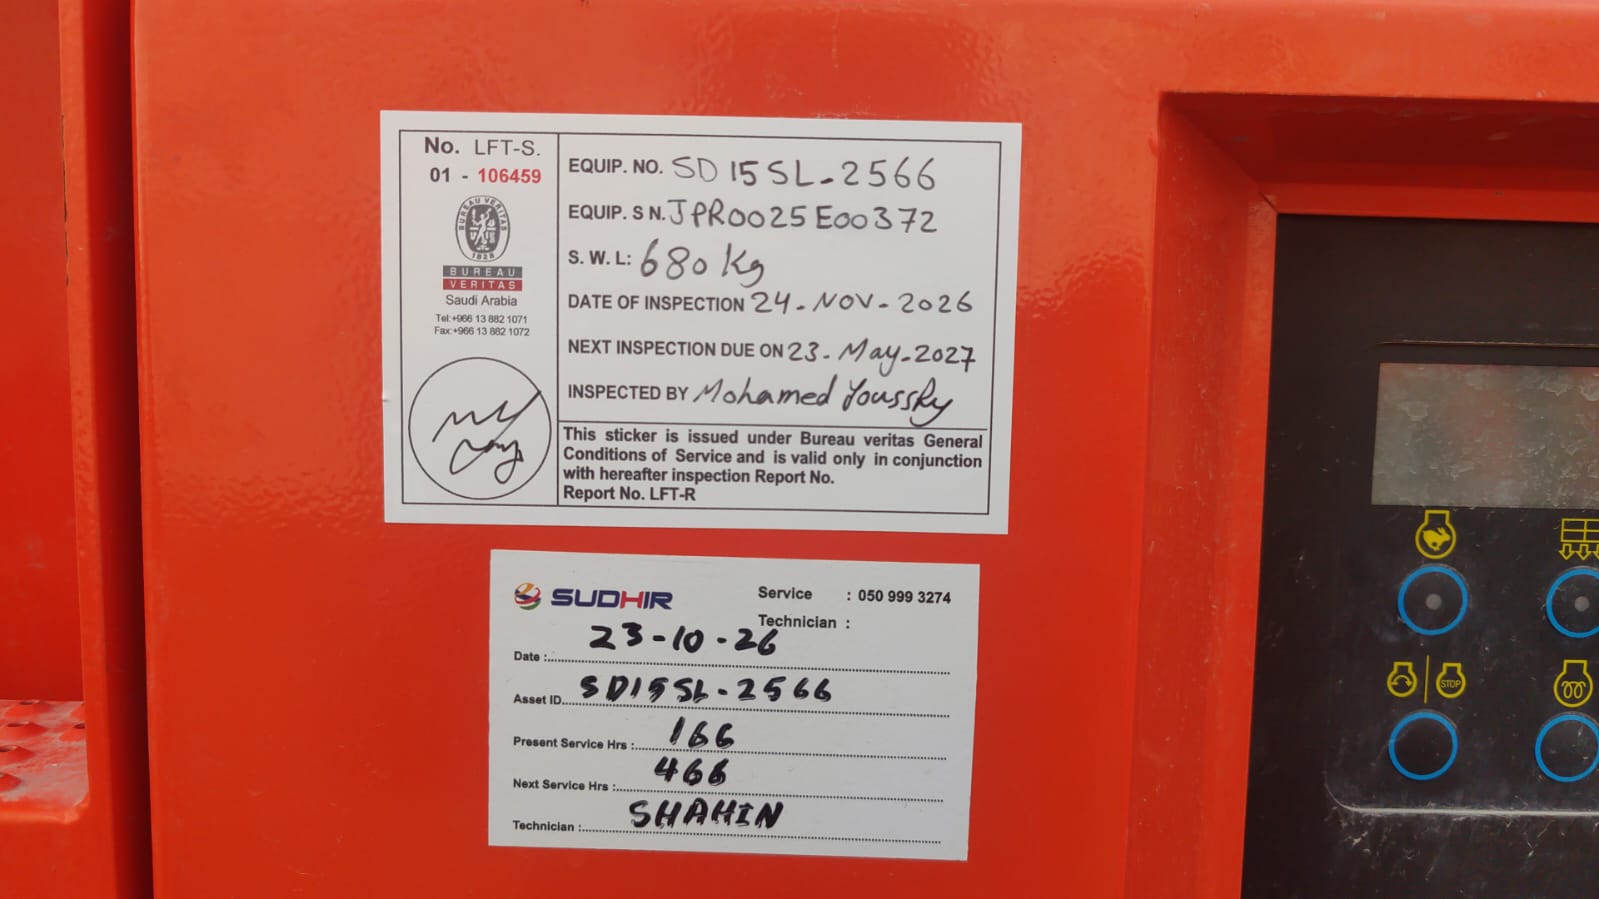 No. LFT-S.
01 - 106459
BUREAU VERITAS
1828
BUREAU
VERITAS
Saudi Arabia
Tel:+966 13 882 1071
Fax:+966 13 882 1072
EQUIP. NO. SD15SL-2566
EQUIP. S N. JPR0025E00372
S. W. L: 680 kg
DATE OF INSPECTION 24-NOV-2026
NEXT INSPECTION DUE ON 23-May-2027
INSPECTED BY Mohamed Youssry
This sticker is issued under Bureau veritas General
Conditions of Service and is valid only in conjunction
with hereafter inspection Report No.
Report No. LFT-R
SUDHIR
Service : 050 999 3274
Technician :
Date : 23-10-26
Asset ID SD15SL-2566
Present Service Hrs : 166
Next Service Hrs : 466
Technician : SHAHIN
STOP